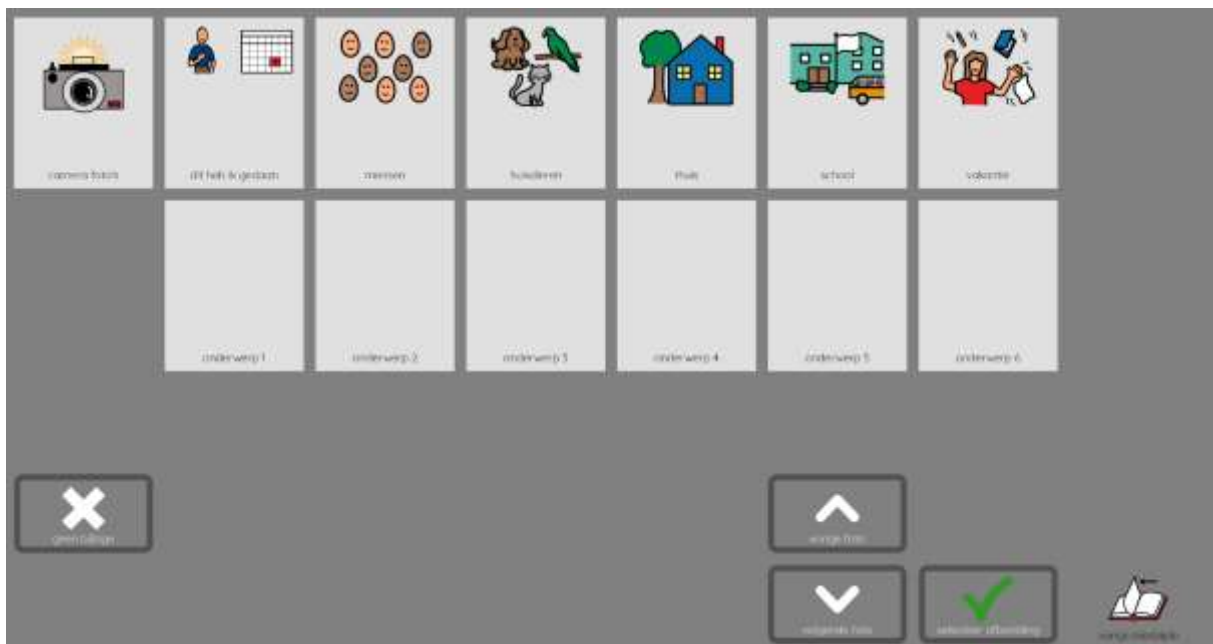 camera foto's
dit heb ik gedaan
mensen
huisdieren
thuis
school
vakantie
onderwerp 1
onderwerp 2
onderwerp 3
onderwerp 4
onderwerp 5
onderwerp 6
geen bijlage
vorige foto
volgende foto
selecteer afbeelding
vorige